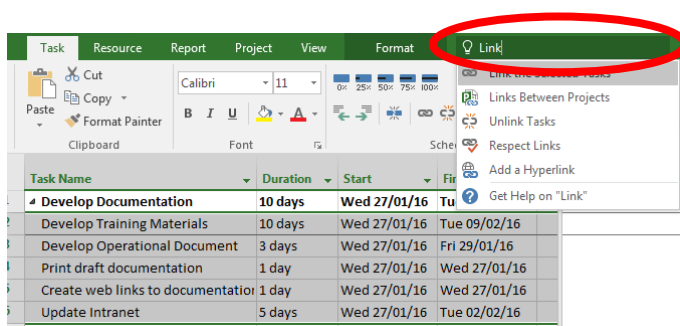 Task Resource Report Project View Format Link
Cut
Copy
Format Painter
Paste
Clipboard
Calibri 11
B I U A
Font
0% 25% 50% 75% 100%
Link the Selected Tasks
Links Between Projects
Unlink Tasks
Respect Links
Add a Hyperlink
Get Help on "Link"
Task Name Duration Start
Develop Documentation 10 days Wed 27/01/16
Develop Training Materials 10 days Wed 27/01/16 Tue 09/02/16
Develop Operational Document 3 days Wed 27/01/16 Fri 29/01/16
Print draft documentation 1 day Wed 27/01/16 Wed 27/01/16
Create web links to documentation 1 day Wed 27/01/16 Wed 27/01/16
Update Intranet 5 days Wed 27/01/16 Tue 02/02/16